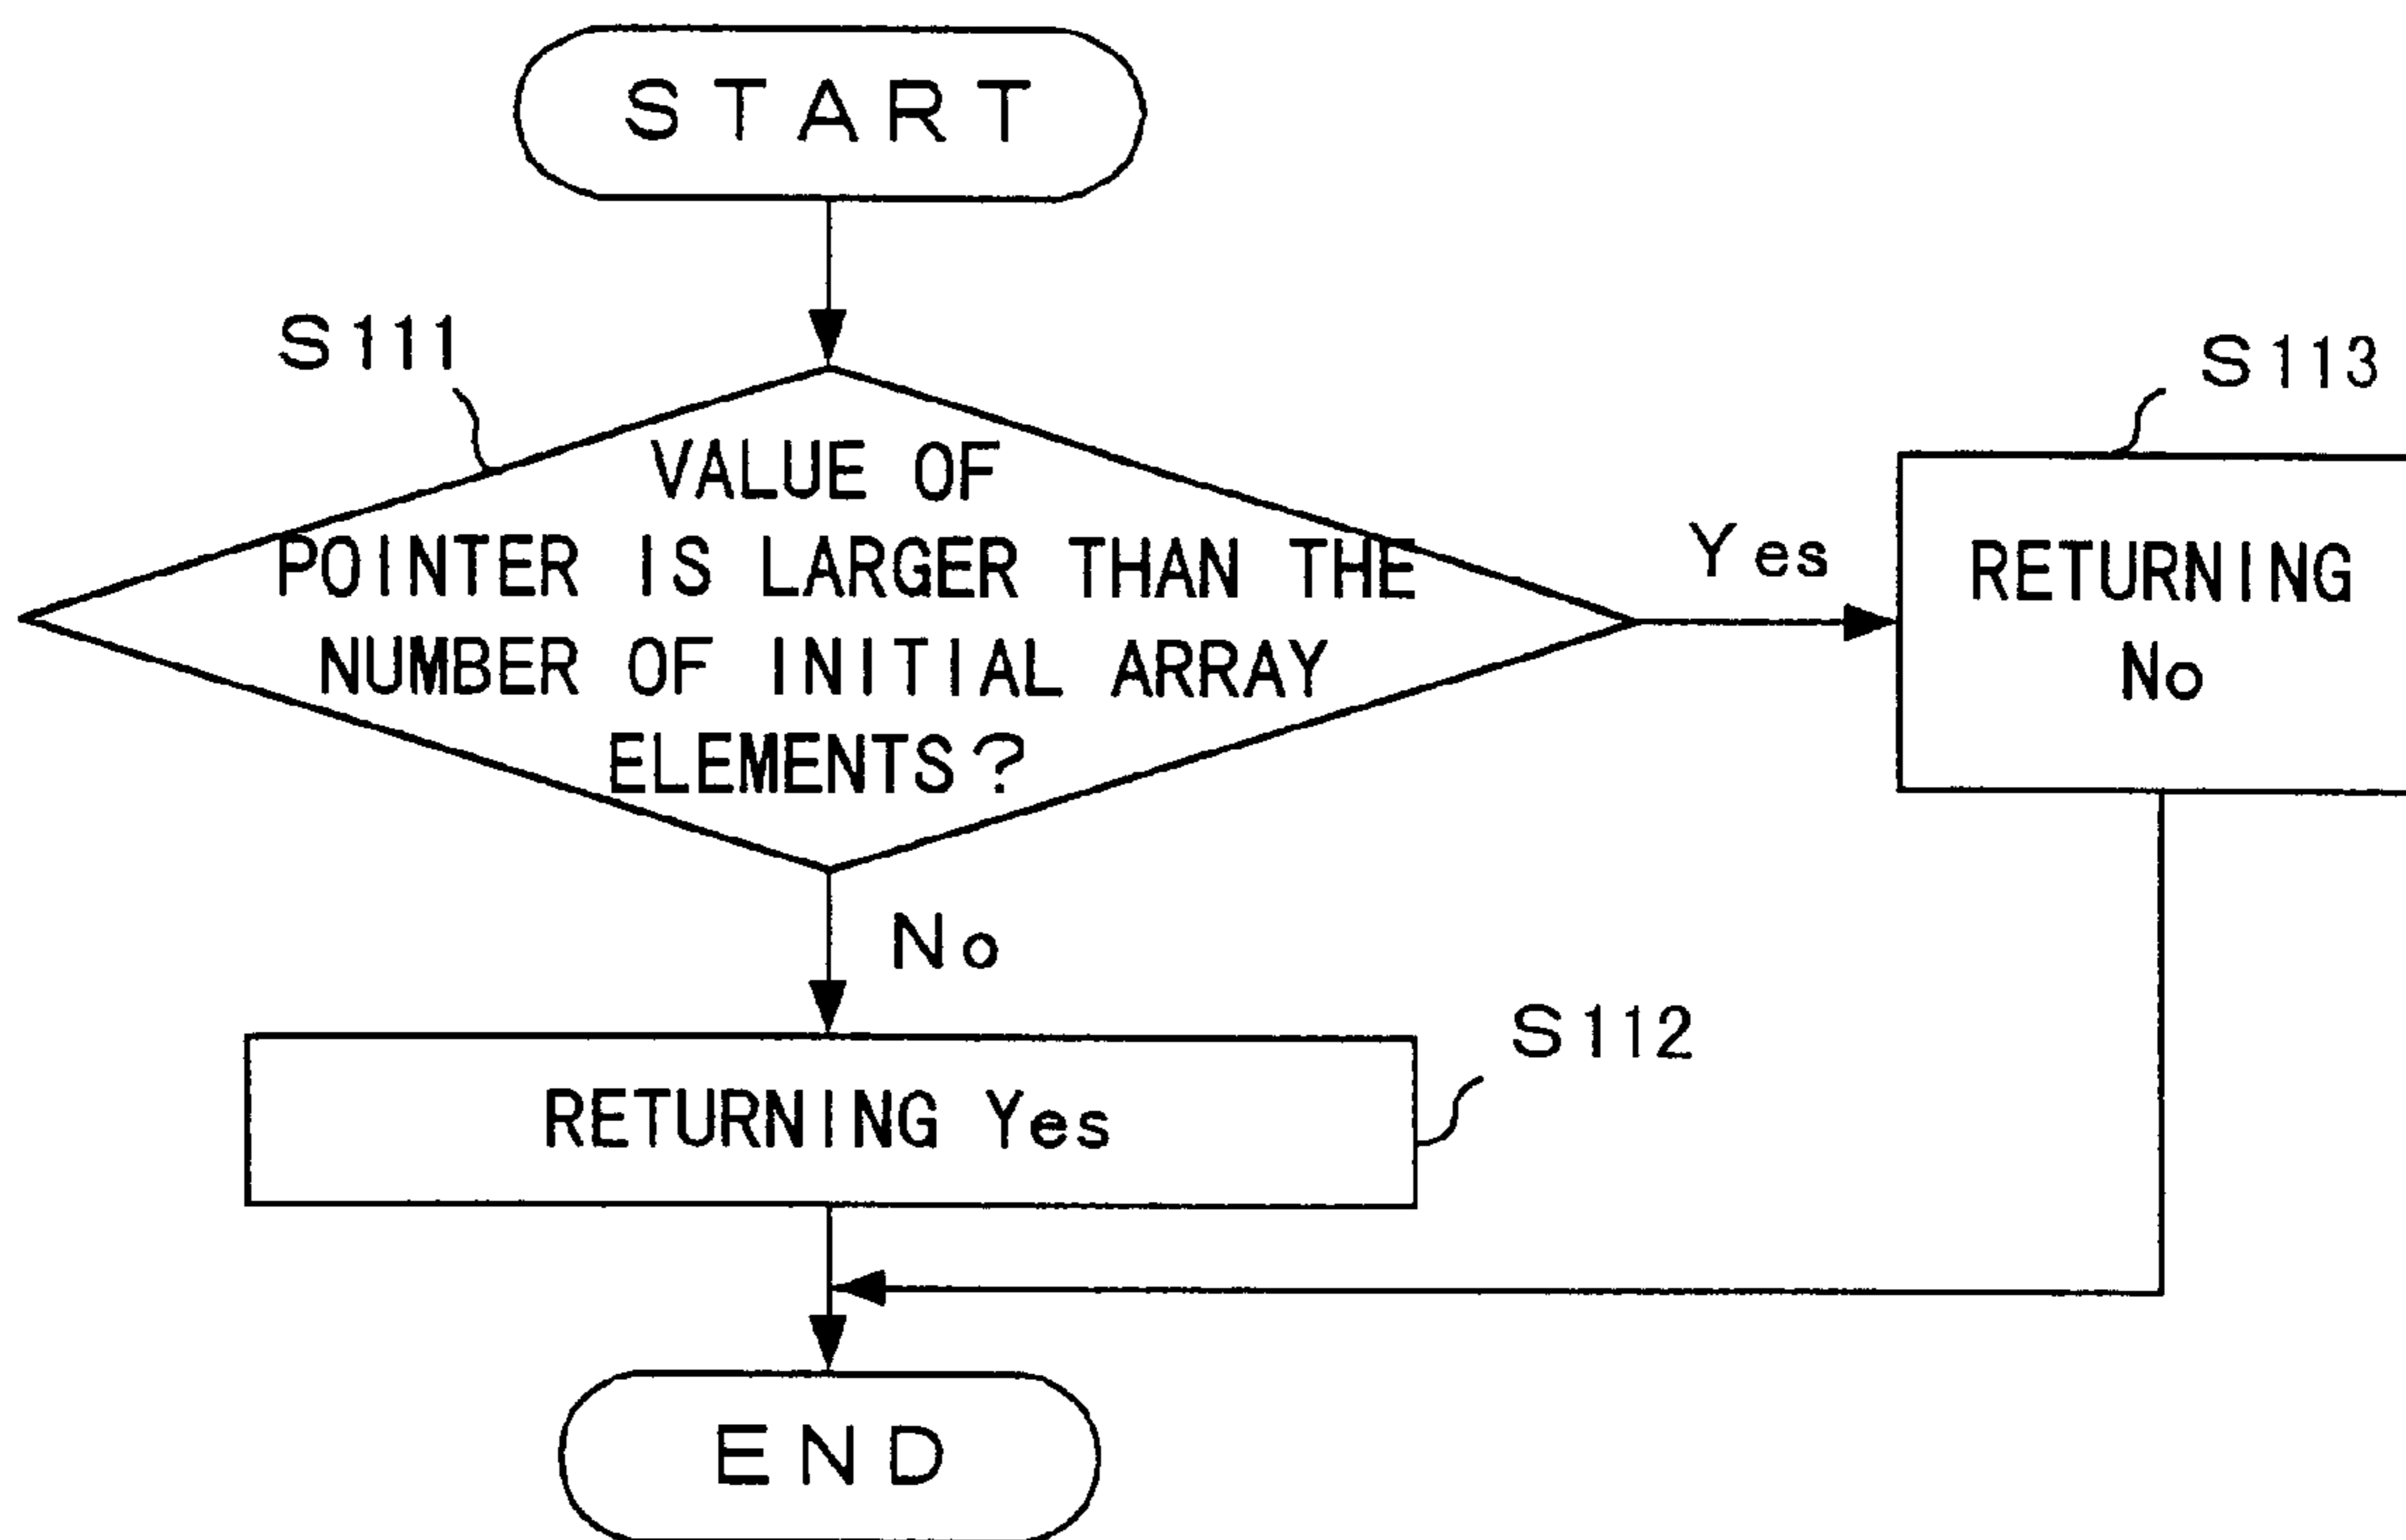 START
S111
VALUE OF
POINTER IS LARGER THAN THE
NUMBER OF INITIAL ARRAY
ELEMENTS?
Yes
S113
RETURNING
No
No
RETURNING Yes
S112
END